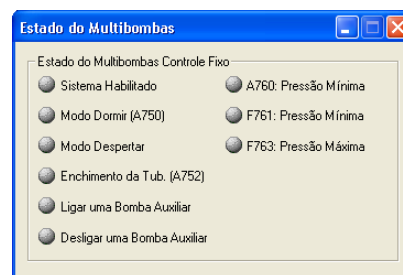 Estado do Multibombas
Estado do Multibombas Controle Fixo
Sistema Habilitado
A760: Pressão Mínima
Modo Dormir (A750)
F761: Pressão Mínima
Modo Despertar
F763: Pressão Máxima
Enchimento da Tub. (A752)
Ligar uma Bomba Auxiliar
Desligar uma Bomba Auxiliar